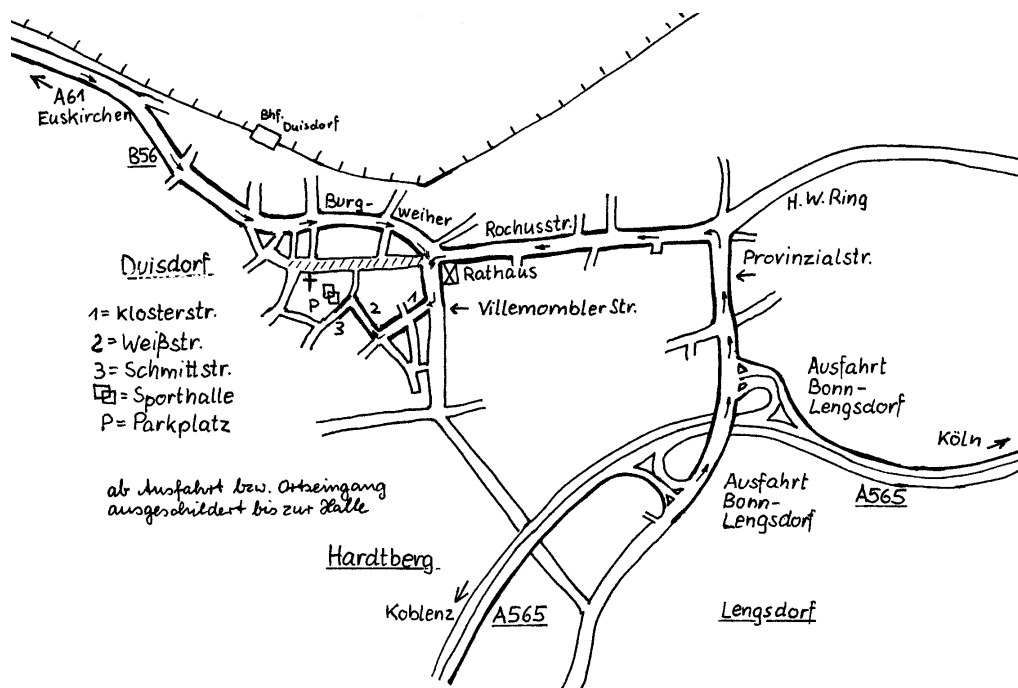 A61
Euskirchen
B56
Bhf.
Duisdorf
Burg-
weiher
Rochusstr.
H.W. Ring
Provinzialstr.
Rathaus
Villemombler Str.
Duisdorf
1 = Klosterstr.
2 = Weißstr.
3 = Schmittstr.
= Sporthalle
P = Parkplatz
P
3
2
1
ab Ausfahrt bzw. Ortseingang
ausgeschildert bis zur Halle
Ausfahrt
Bonn-
Lengsdorf
Köln
A565
Ausfahrt
Bonn-
Lengsdorf
Hardtberg
Koblenz
A565
Lengsdorf